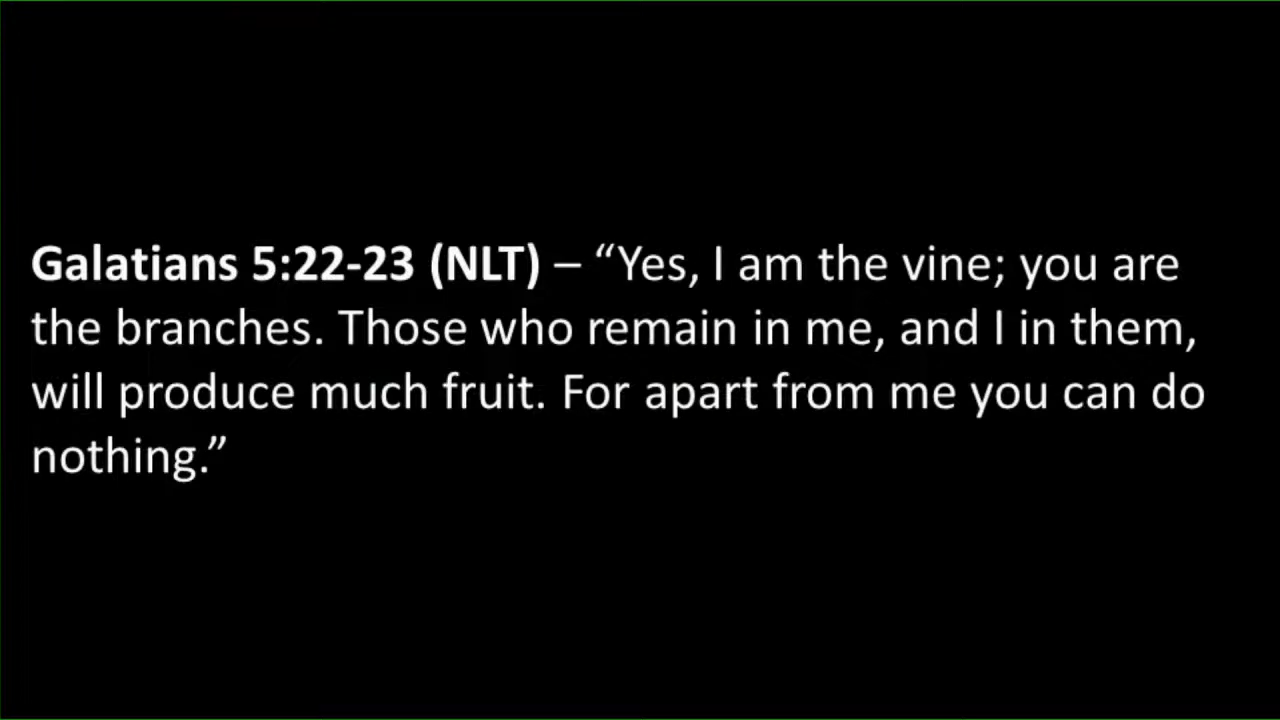 Galatians 5:22-23 (NLT) – “Yes, I am the vine; you are
the branches. Those who remain in me, and I in them,
will produce much fruit. For apart from me you can do
nothing.”